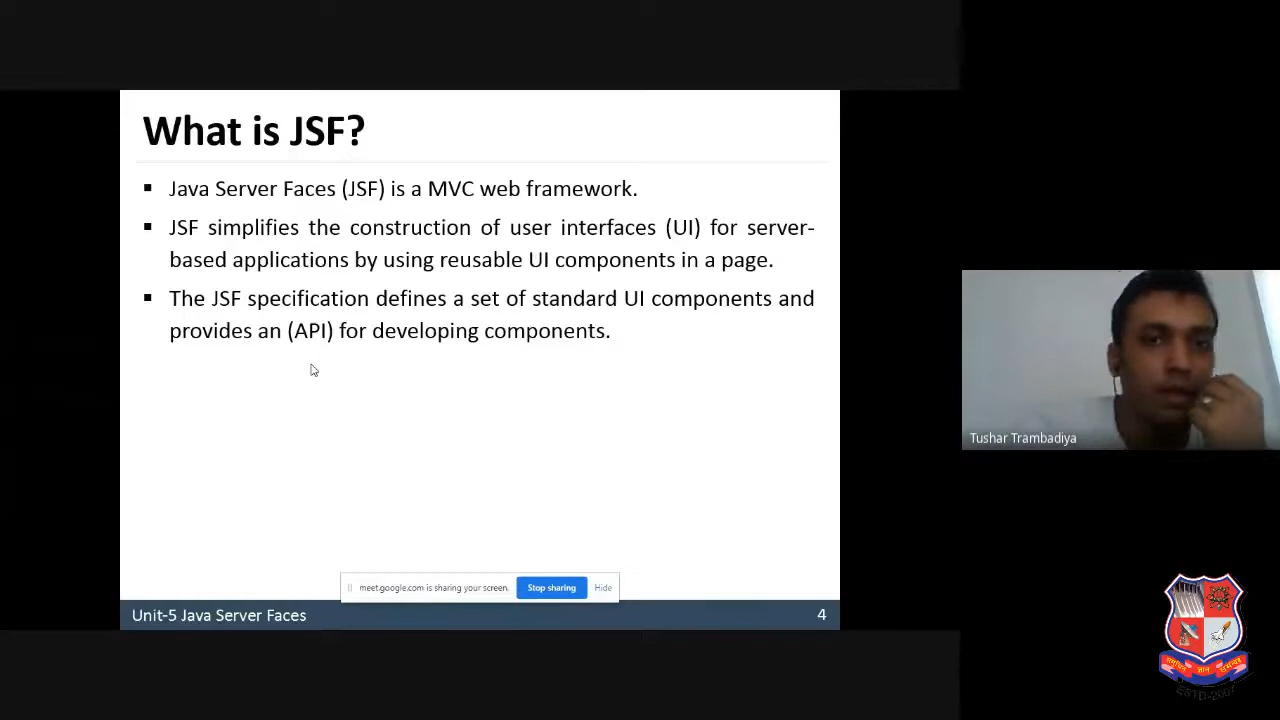 What is JSF?
▪ Java Server Faces (JSF) is a MVC web framework.
▪ JSF simplifies the construction of user interfaces (UI) for server-
based applications by using reusable UI components in a page.
▪ The JSF specification defines a set of standard UI components and
provides an (API) for developing components.
Tushar Trambadiya
meet.google.com is sharing your screen. Stop sharing Hide
Unit-5 Java Server Faces 4